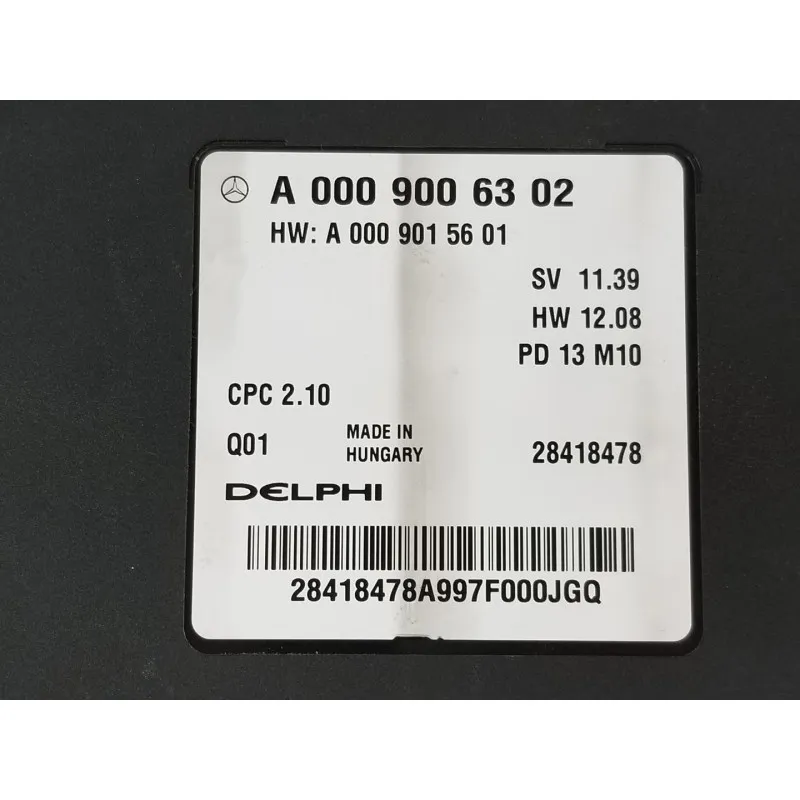 A 000 900 63 02
HW: A 000 901 56 01
SV 11.39
HW 12.08
PD 13 M10
CPC 2.10
Q01
MADE IN
HUNGARY
28418478
DELPHI
28418478A997F000JGQ